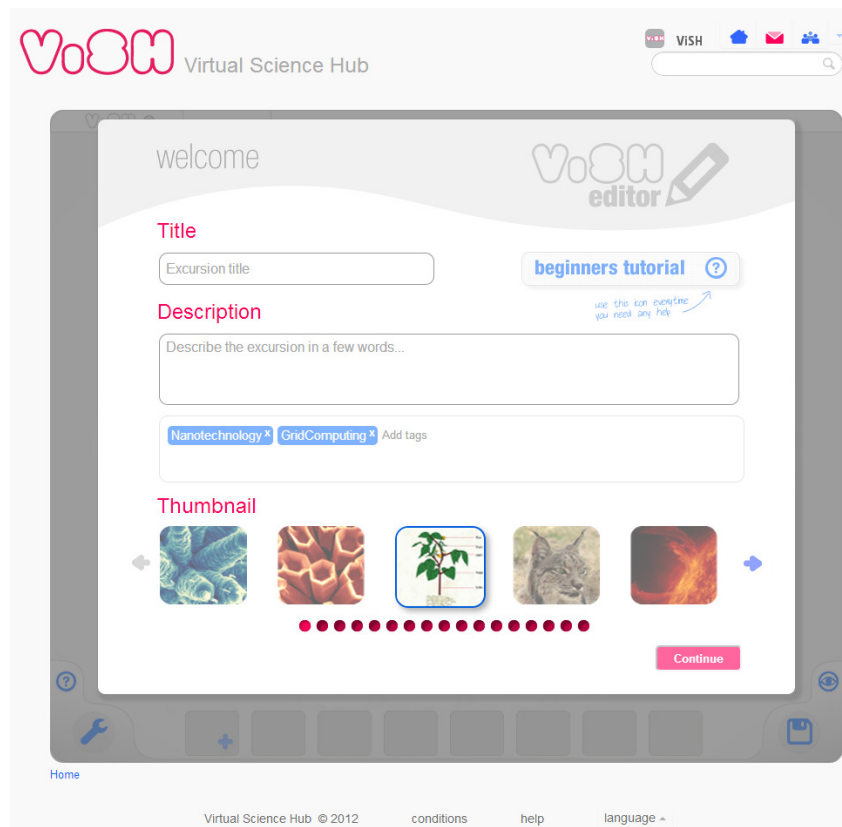 ViSH Virtual Science Hub
ViSH
welcome
ViSH
editor
Title
Excursion title
beginners tutorial ?
use this icon everytime
you need any help
Description
Describe the excursion in a few words...
Nanotechnology x GridComputing x Add tags
Thumbnail
Continue
?
Home
Virtual Science Hub © 2012 conditions help language